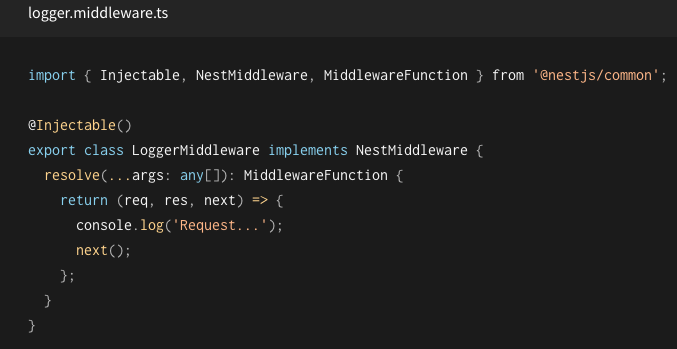 logger.middleware.ts
import { Injectable, NestMiddleware, MiddlewareFunction } from '@nestjs/common';
@Injectable()
export class LoggerMiddleware implements NestMiddleware {
resolve(...args: any[]): MiddlewareFunction {
return (req, res, next) => {
console.log('Request...');
next();
};
}
}